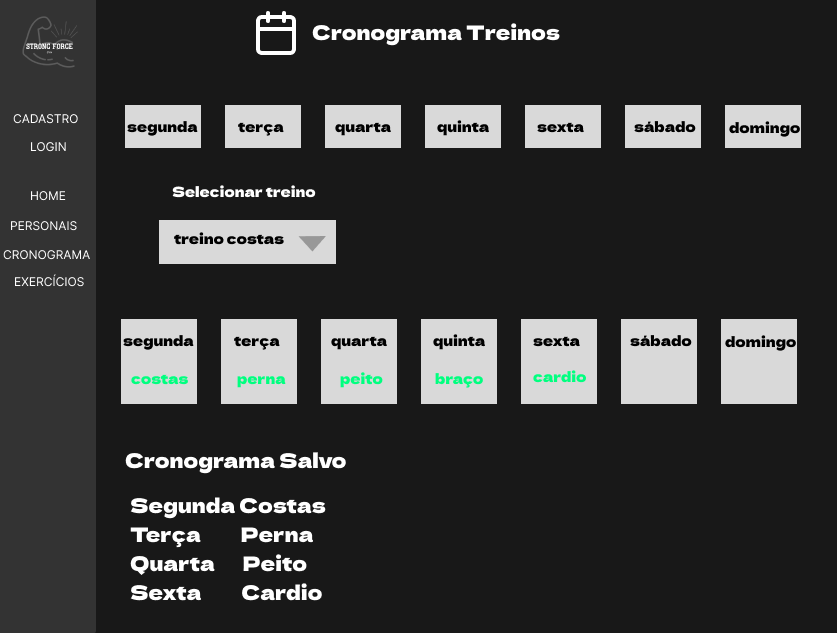 STRONG FORCE
Cronograma Treinos
CADASTRO
LOGIN
HOME
PERSONAIS
CRONOGRAMA
EXERCÍCIOS
segunda terça quarta quinta sexta sábado domingo
Selecionar treino
treino costas
segunda terça quarta quinta sexta sábado domingo
costas perna peito braço cardio
Cronograma Salvo
Segunda Costas
Terça Perna
Quarta Peito
Sexta Cardio